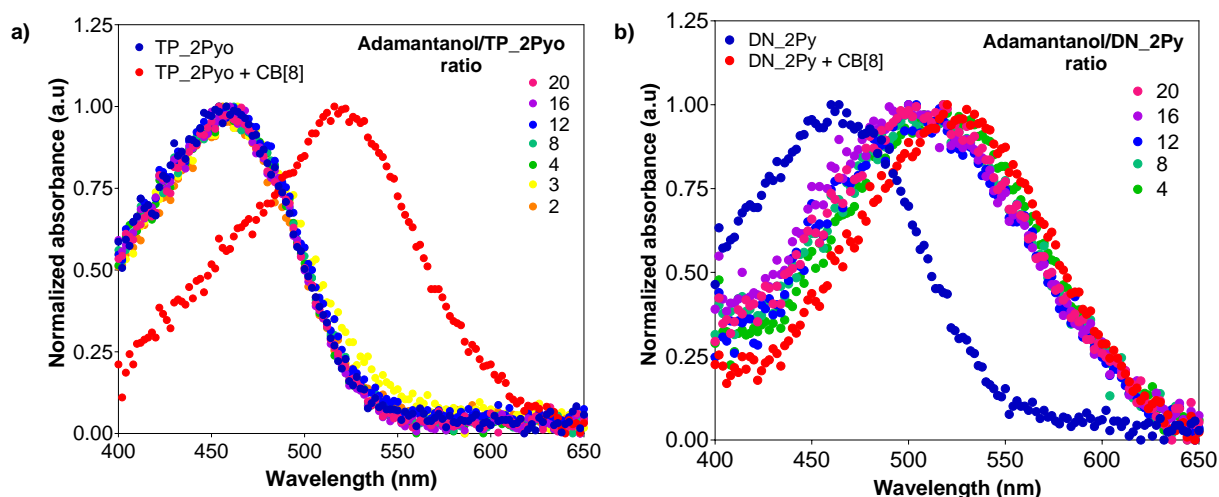 a)
Normalized absorbance (a.u)
1.25
1.00
0.75
0.50
0.25
0.00
TP_2Pyo
TP_2Pyo + CB[8]
Adamantanol/TP_2Pyo
ratio
20
16
12
8
4
3
2
400 450 500 550 600 650
Wavelength (nm)
b)
Normalized absorbance (a.u)
1.25
1.00
0.75
0.50
0.25
0.00
DN_2Py
DN_2Py + CB[8]
Adamantanol/DN_2Py
ratio
20
16
12
8
4
400 450 500 550 600 650
Wavelength (nm)